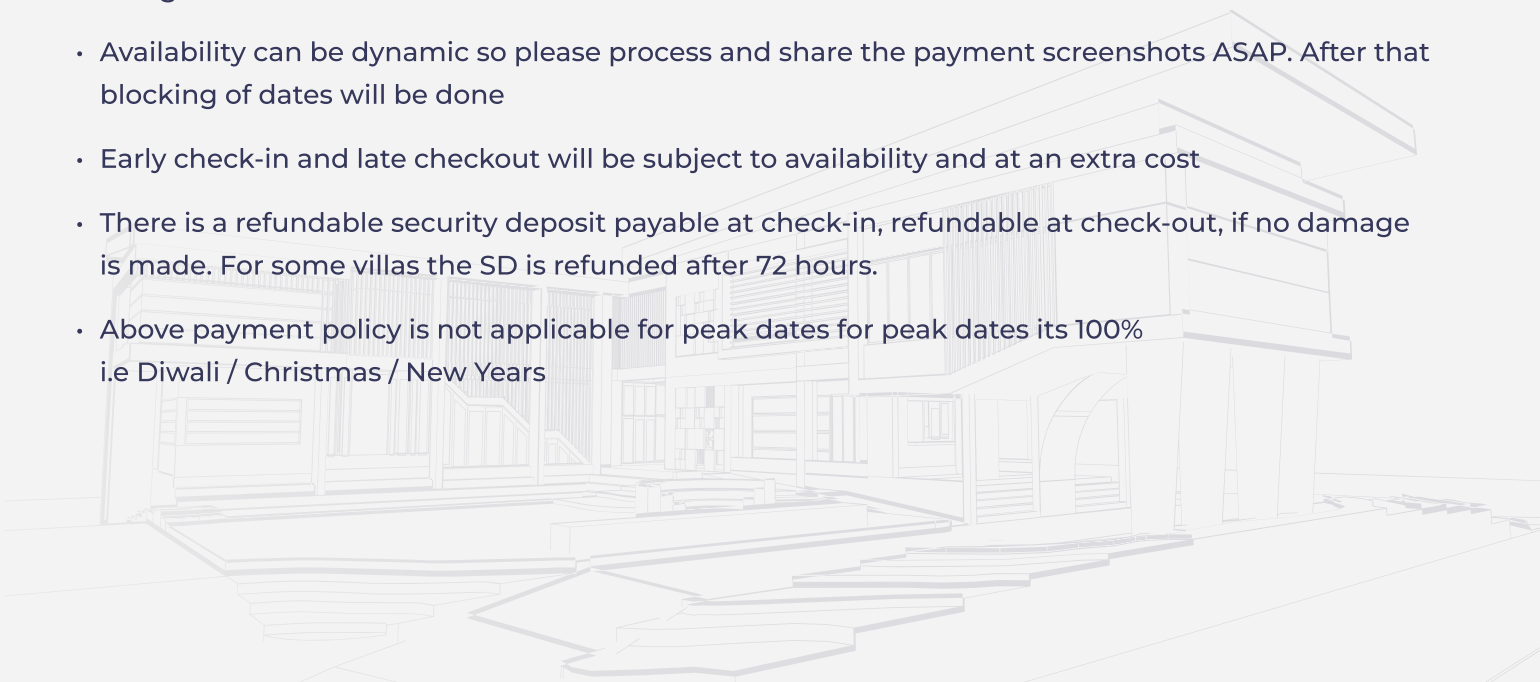 • Availability can be dynamic so please process and share the payment screenshots ASAP. After that
blocking of dates will be done
• Early check-in and late checkout will be subject to availability and at an extra cost
• There is a refundable security deposit payable at check-in, refundable at check-out, if no damage
is made. For some villas the SD is refunded after 72 hours.
• Above payment policy is not applicable for peak dates for peak dates its 100%
i.e Diwali / Christmas / New Years